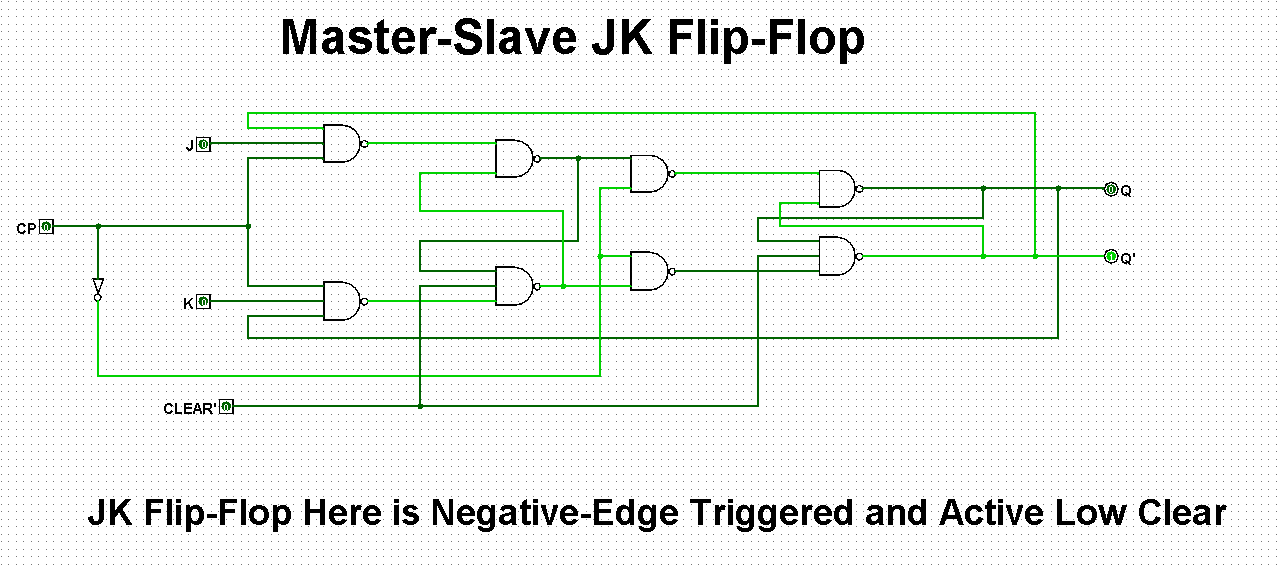 Master-Slave JK Flip-Flop
J 0
CP 0
0 Q
1 Q'
K 0
CLEAR' 0
JK Flip-Flop Here is Negative-Edge Triggered and Active Low Clear